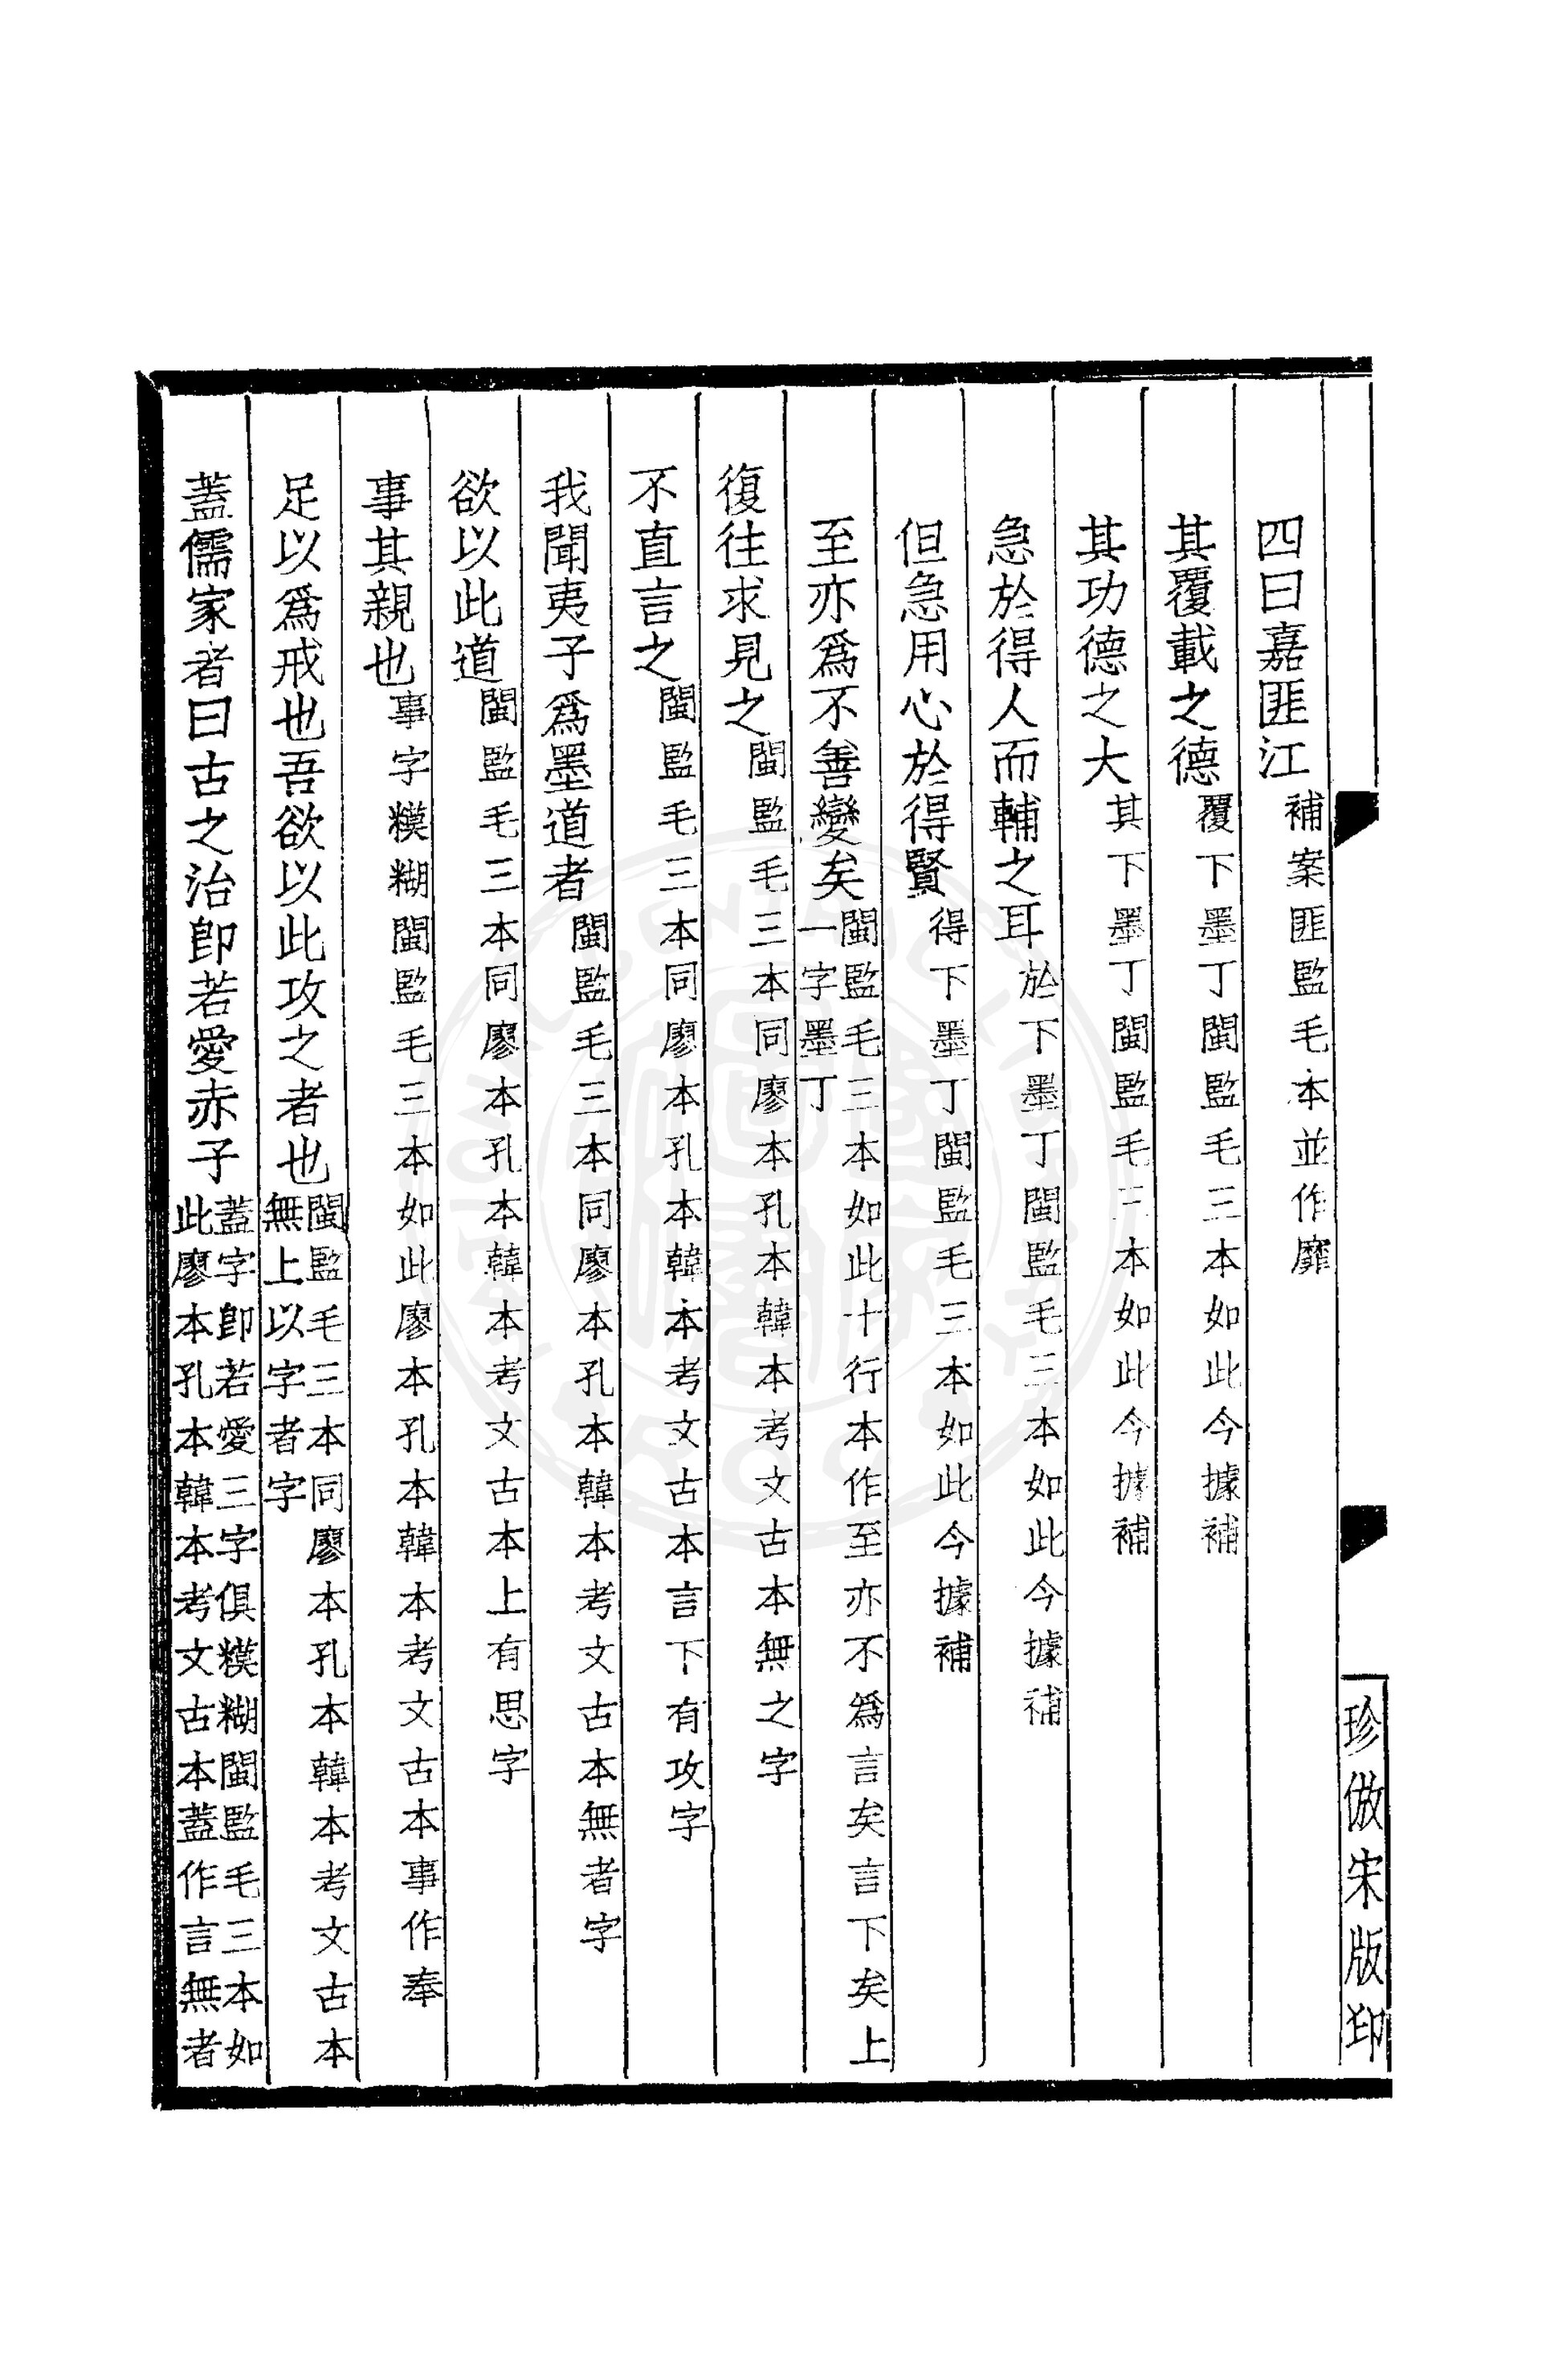 四曰嘉匪江補案匪監毛本並作靡
其覆載之德覆下墨丁閩監毛三本如此今據補
其功德之大其下墨丁閩監毛三本如此今據補
急於得人而輔之耳於下墨丁閩監毛三本如此今據補
但急用心於得賢得下墨丁閩監毛三本如此今據補
至亦爲不善變矣閩監毛三本如此十行本作至亦不爲言矣言下矣上一字墨丁
復往求見之閩監毛三本同廖本孔本韓本考文古本無之字
不直言之閩監毛三本同廖本孔本韓本考文古本言下有攻字
我聞夷子爲墨道者閩監毛三本同廖本孔本韓本考文古本無者字
欲以此道閩監毛三本同廖本孔本韓本考文古本上有思字
事其親也事字糢糊閩監毛三本如此廖本孔本韓本考文古本事作奉
足以爲戒也吾欲以此攻之者也閩監毛三本同廖本孔本韓本考文古本無上以字者字
蓋儒家者曰古之治卽若愛赤子蓋字卽若愛三字俱糢糊閩監毛三本如此廖本孔本韓本考文古本蓋作言無者
珍倣宋版印